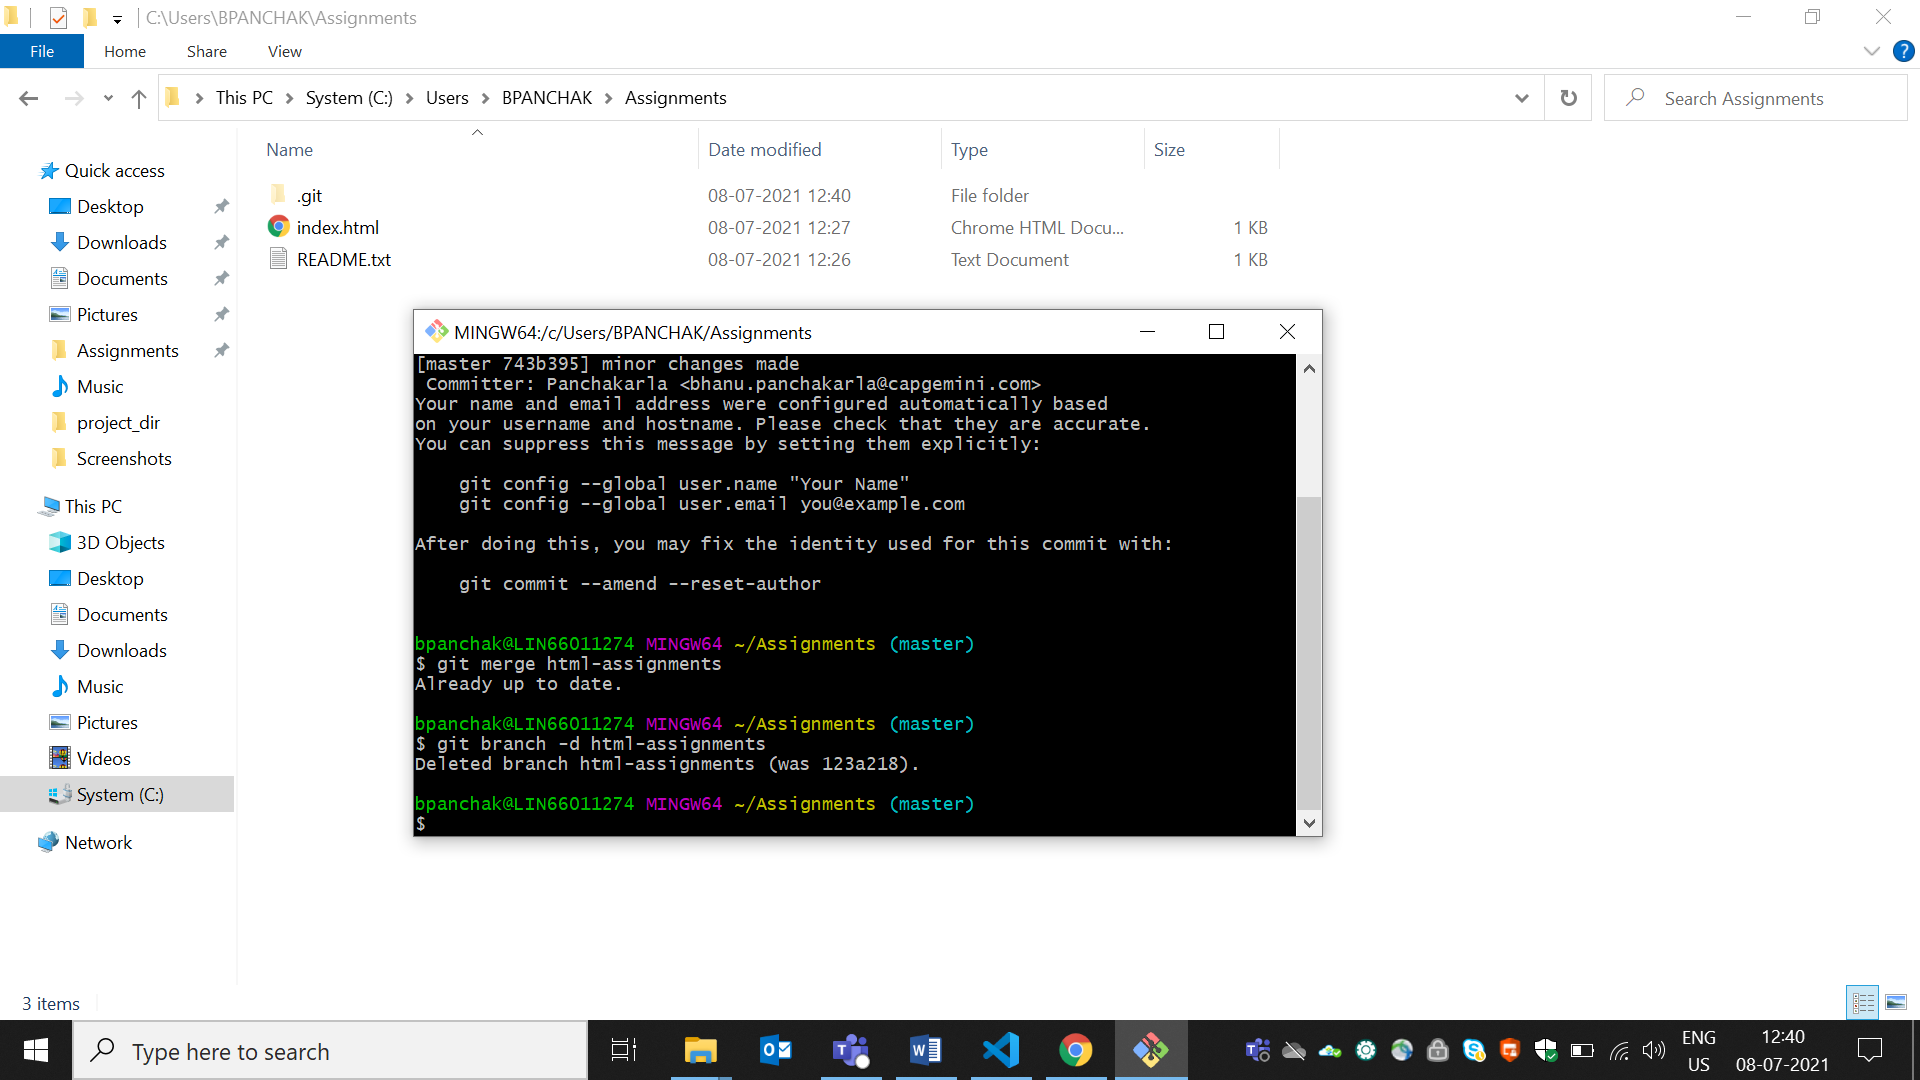 C:\Users\BPANCHAK\Assignments
File Home Share View
This PC System (C:) Users BPANCHAK Assignments
Search Assignments
Name Date modified Type Size
.git 08-07-2021 12:40 File folder
index.html 08-07-2021 12:27 Chrome HTML Docu... 1 KB
README.txt 08-07-2021 12:26 Text Document 1 KB
Quick access
Desktop
Downloads
Documents
Pictures
Assignments
Music
project_dir
Screenshots
This PC
3D Objects
Desktop
Documents
Downloads
Music
Pictures
Videos
System (C:)
Network
MINGW64:/c/Users/BPANCHAK/Assignments
[master 743b395] minor changes made
Committer: Panchakarla <bhanu.panchakarla@capgemini.com>
Your name and email address were configured automatically based
on your username and hostname. Please check that they are accurate.
You can suppress this message by setting them explicitly:
git config --global user.name "Your Name"
git config --global user.email you@example.com
After doing this, you may fix the identity used for this commit with:
git commit --amend --reset-author
bpanchak@LIN66011274 MINGW64 ~/Assignments (master)
$ git merge html-assignments
Already up to date.
bpanchak@LIN66011274 MINGW64 ~/Assignments (master)
$ git branch -d html-assignments
Deleted branch html-assignments (was 123a218).
bpanchak@LIN66011274 MINGW64 ~/Assignments (master)
$
3 items
Type here to search
ENG
US
12:40
08-07-2021